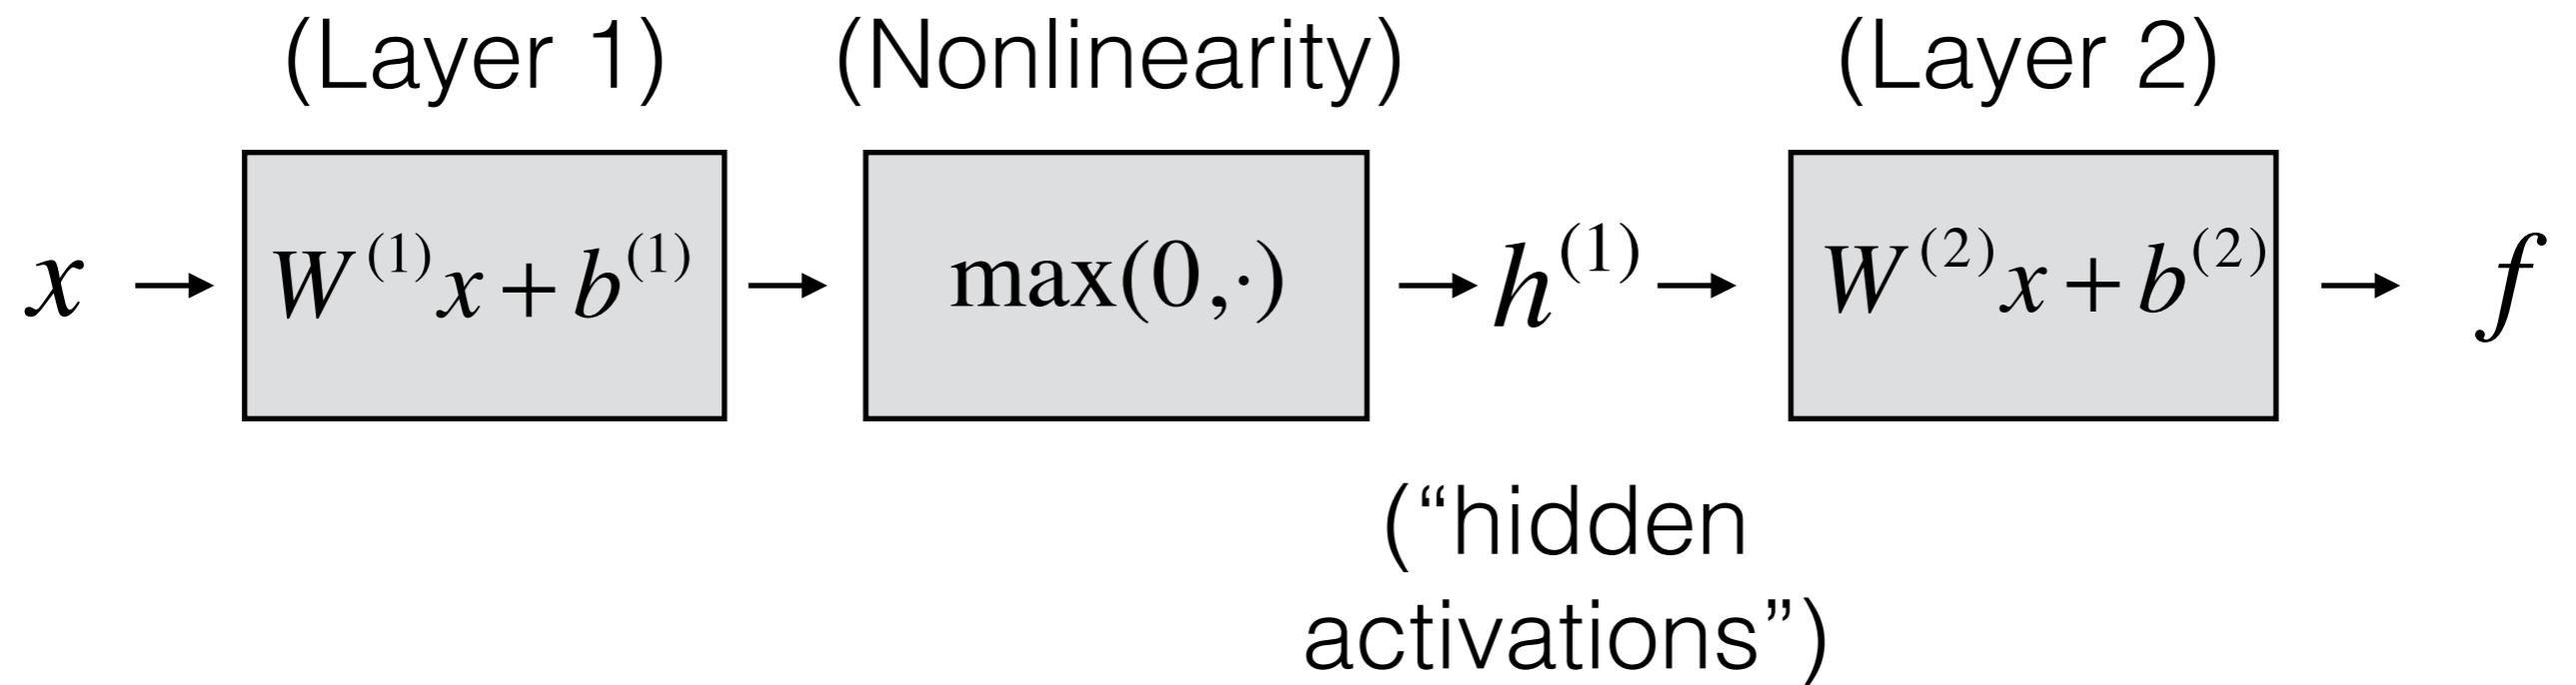 (Layer 1) (Nonlinearity) (Layer 2)
x → W⁽¹⁾x + b⁽¹⁾ → max(0,·) → h⁽¹⁾ → W⁽²⁾x + b⁽²⁾ → f
(“hidden
activations”)